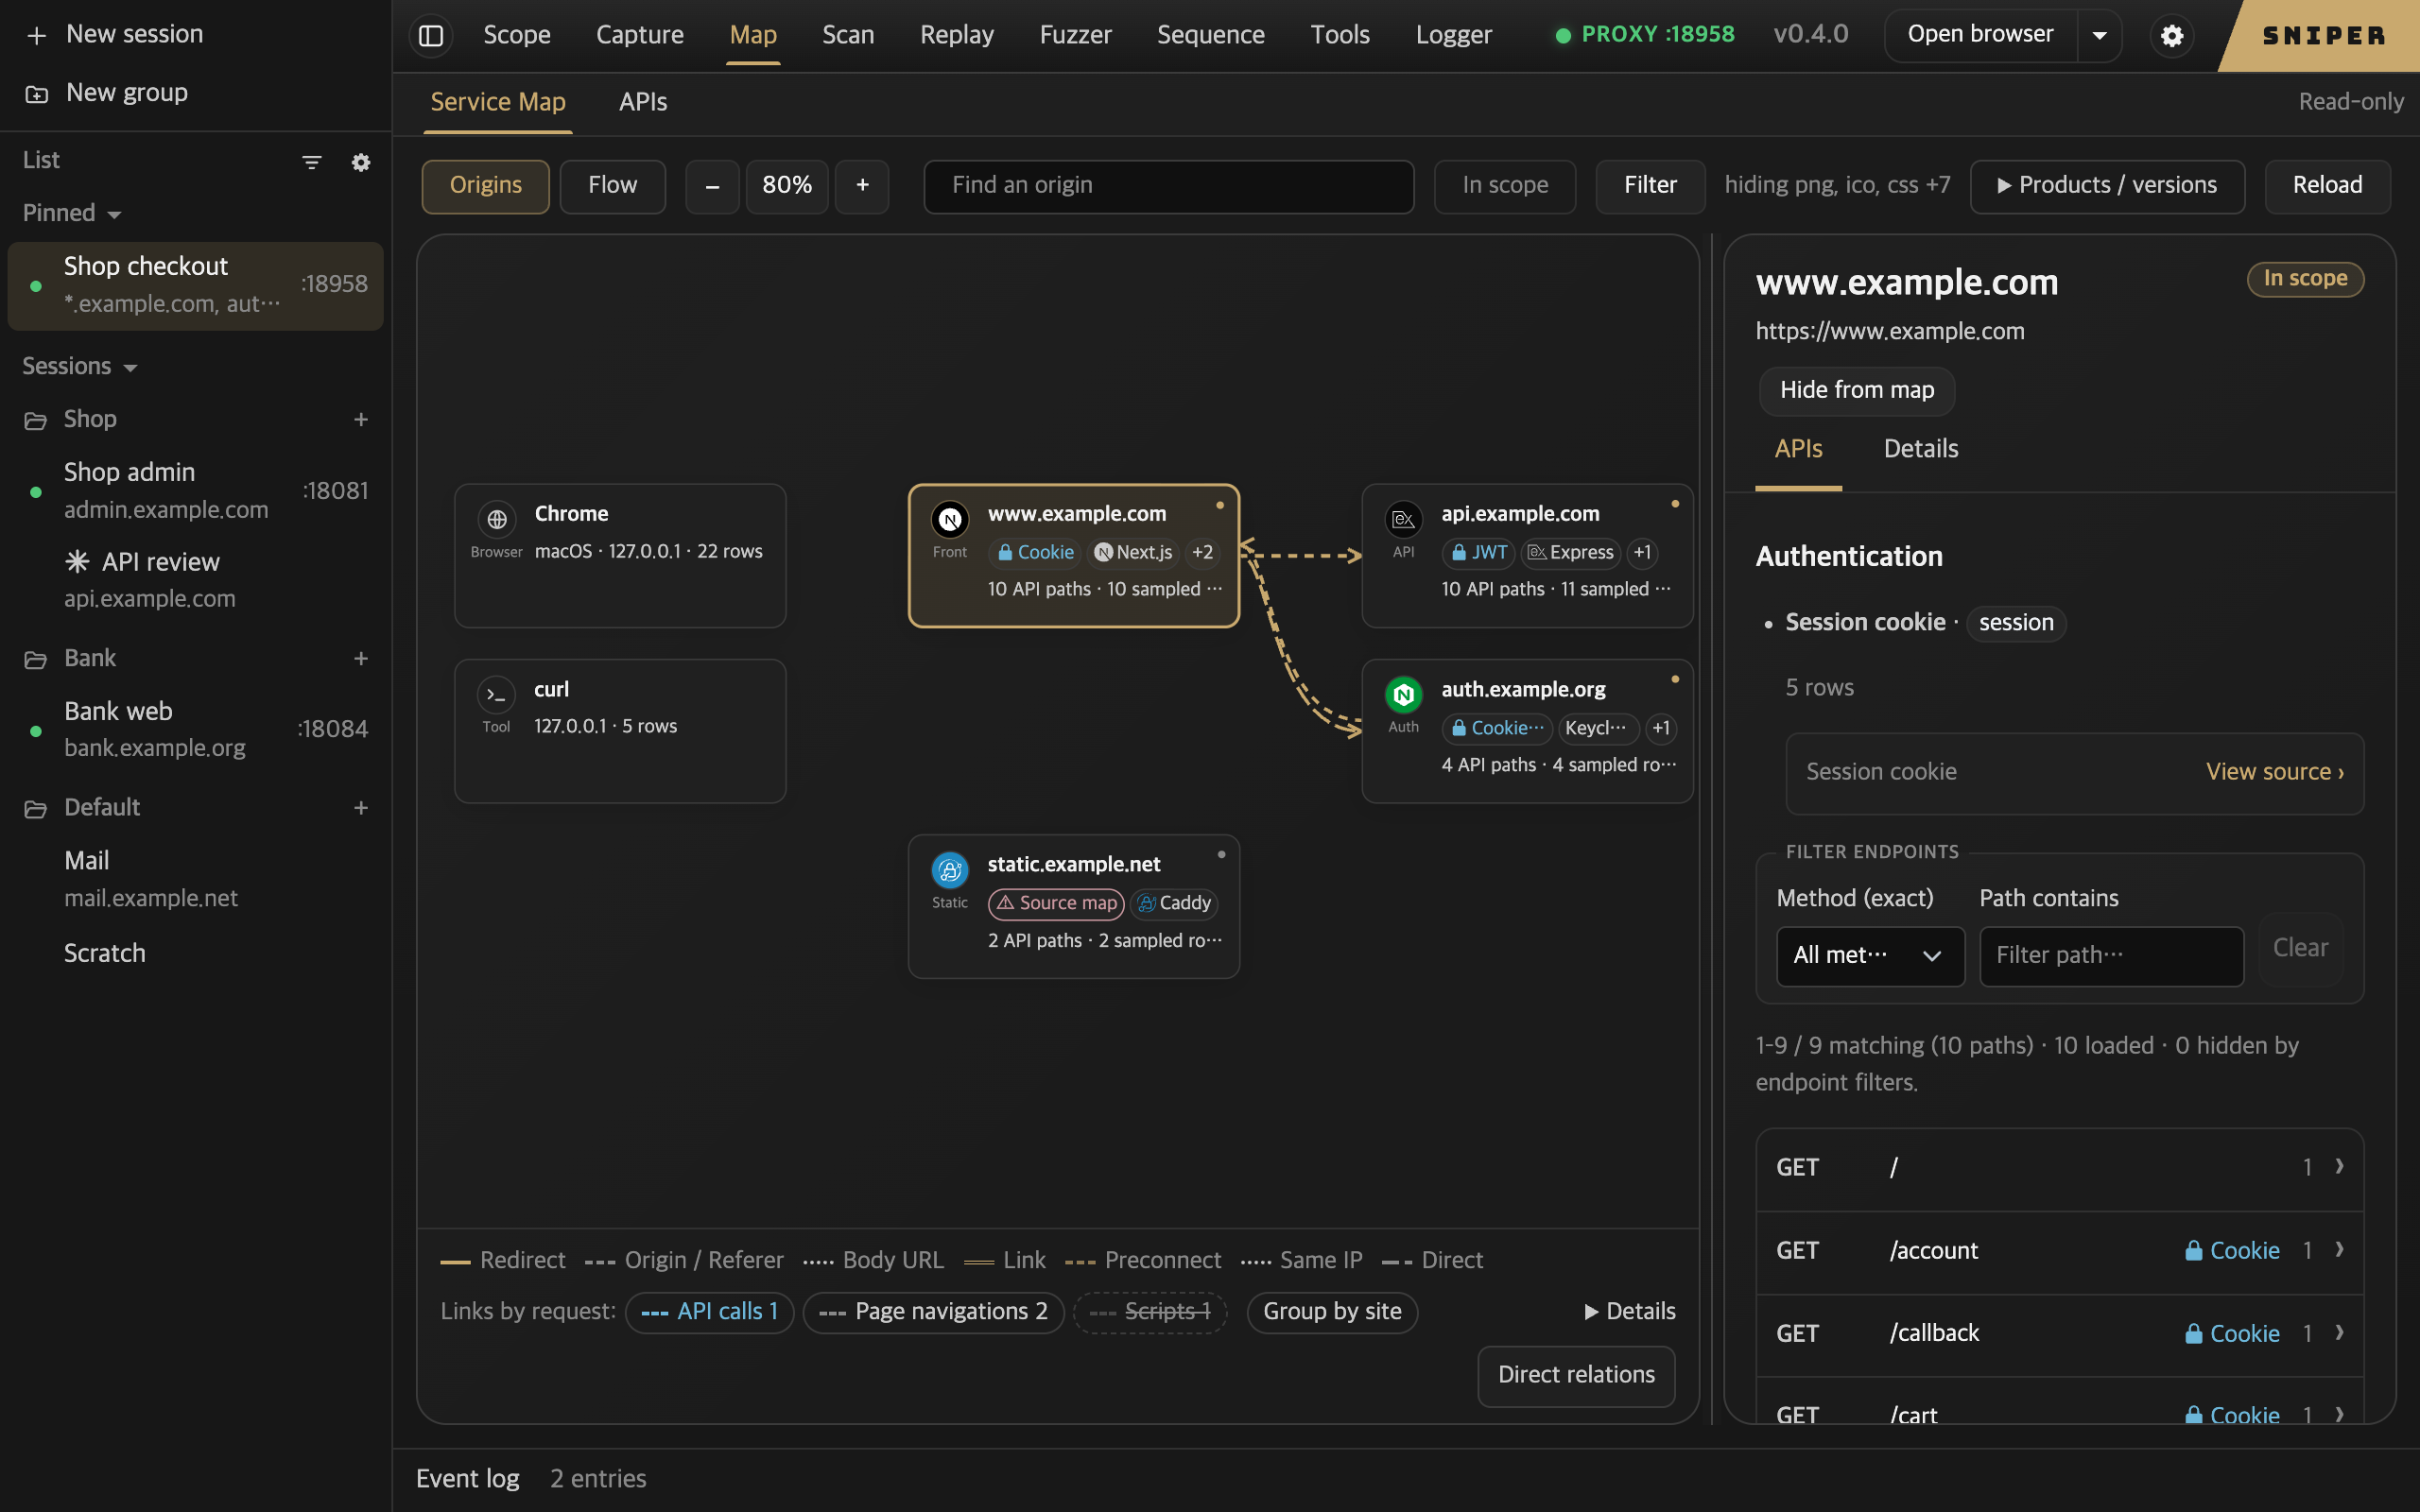 New session
New group
List
Pinned
Shop checkout
:18958
*.example.com, aut···
Sessions
Shop
Shop admin
:18081
admin.example.com
API review
api.example.com
Bank
Bank web
:18084
bank.example.org
Default
Mail
mail.example.net
Scratch
Scope
Capture
Map
Scan
Replay
Fuzzer
Sequence
Tools
Logger
PROXY :18958
v0.4.0
Open browser
SNIPER
Service Map
APIs
Read-only
Origins
Flow
–
80%
+
Find an origin
In scope
Filter
hiding png, ico, css +7
Products / versions
Reload
Chrome
Browser
macOS · 127.0.0.1 · 22 rows
curl
Tool
127.0.0.1 · 5 rows
www.example.com
Front
Cookie
Next.js
+2
10 API paths · 10 sampled ···
api.example.com
API
JWT
Express
+1
10 API paths · 11 sampled ···
auth.example.org
Auth
Cookie···
Keycl···
+1
4 API paths · 4 sampled ro···
static.example.net
Static
Source map
Caddy
2 API paths · 2 sampled ro···
Redirect
Origin / Referer
Body URL
Link
Preconnect
Same IP
Direct
Links by request:
API calls 1
Page navigations 2
Scripts 1
Group by site
Details
Direct relations
www.example.com
In scope
https://www.example.com
Hide from map
APIs
Details
Authentication
• Session cookie · session
5 rows
Session cookie
View source ›
FILTER ENDPOINTS
Method (exact)
Path contains
All met···
Filter path···
Clear
1-9 / 9 matching (10 paths) · 10 loaded · 0 hidden by
endpoint filters.
GET / 1 ›
GET /account Cookie 1 ›
GET /callback Cookie 1 ›
GET /cart Cookie 1 ›
Event log
2 entries